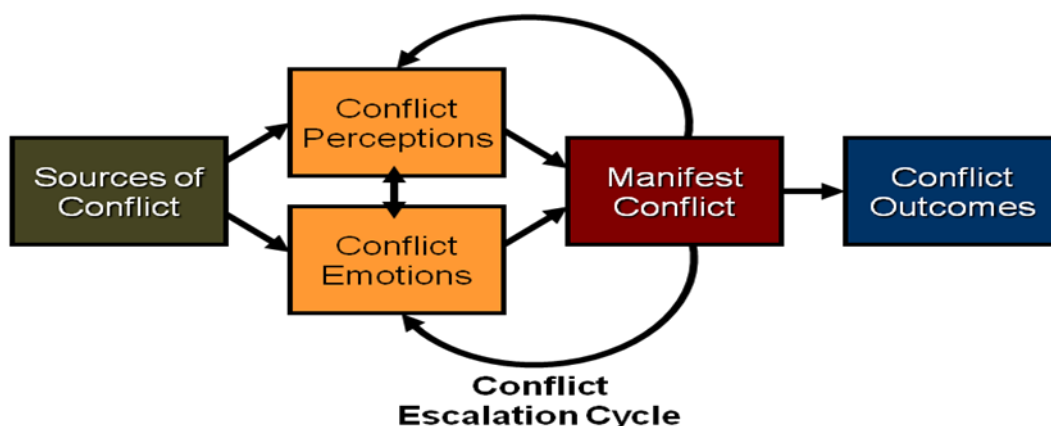 Conflict
Perceptions
Sources of
Conflict
Manifest
Conflict
Conflict
Outcomes
Conflict
Emotions
Conflict
Escalation Cycle